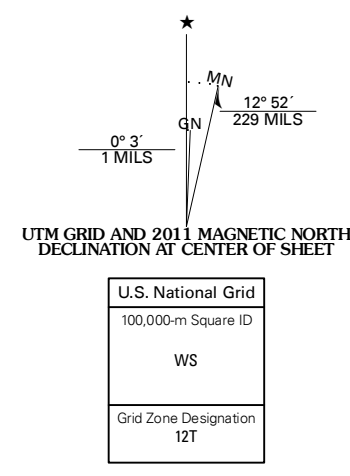 ★
MN
12° 52´
229 MILS
GN
0° 3´
1 MILS
UTM GRID AND 2011 MAGNETIC NORTH
DECLINATION AT CENTER OF SHEET
U.S. National Grid
100,000-m Square ID
WS
Grid Zone Designation
12T